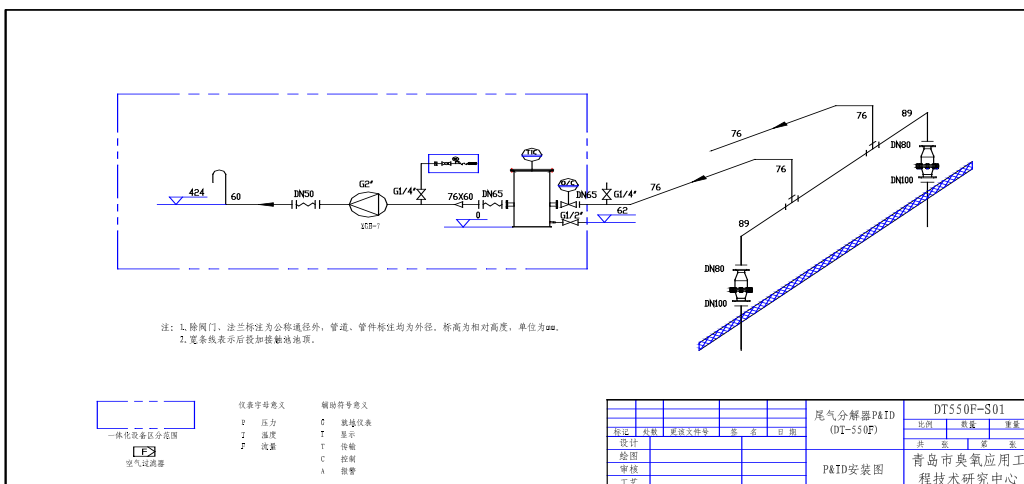 76
89
76
DN80
DN100
76
76
89
TIC
G2"
G1/4"
DN65
DN65
G1/4"
424
60
DN50
76X60
0
G1/2"
62
DN80
DN100
注: 1.除阀门、法兰标注为公称通径外, 管道、管件标注均为外径. 标高为相对高度, 单位为mm。
2.宽条线表示后投加接触池池顶。
一体化设备区分范围
F
空气过滤器
仪表字母意义
P 压力
T 温度
F 流量
辅助符号意义
G 就地仪表
I 显示
T 传输
C 控制
A 报警
标记 处数 更改文件号 签 名 日 期
设计
绘图
审核
工艺
尾气分解器P&ID
(DT-550F)
P&ID安装图
DT550F-S01
比例 数量 重量
共 张 第 张
青岛市臭氧应用工
程技术研究中心